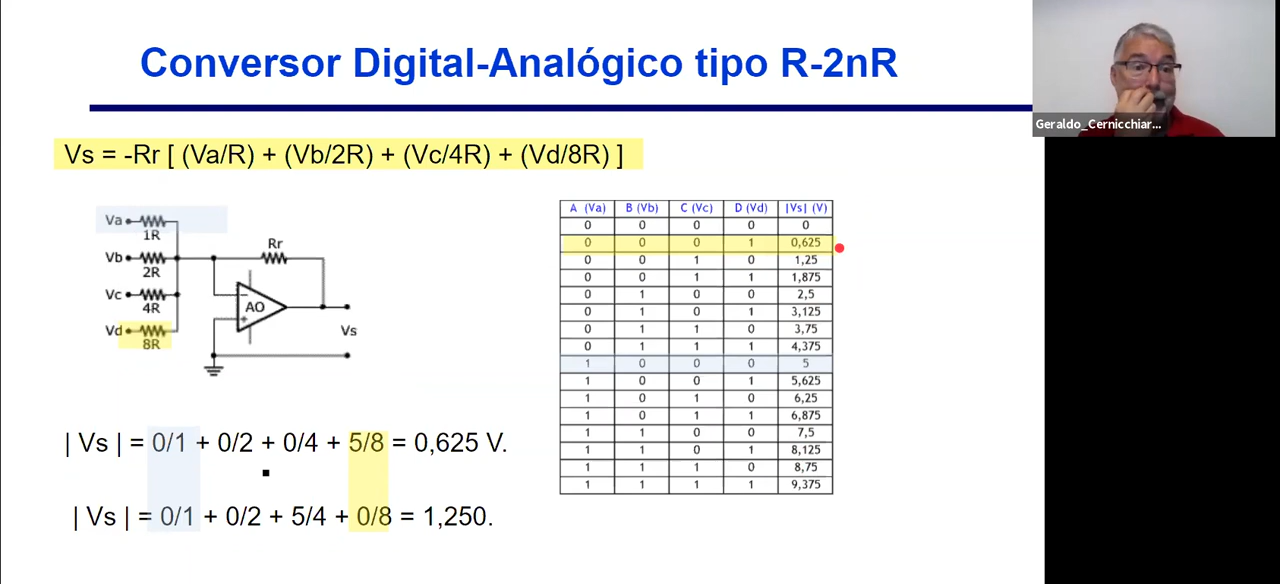 Conversor Digital-Analógico tipo R-2nR
Geraldo_Cernicchiar...
Vs = -Rr [ (Va/R) + (Vb/2R) + (Vc/4R) + (Vd/8R) ]
Va
1R
Vb
2R
Vc
4R
Vd
8R
Rr
AO
-
+
Vs
A (Va) B (Vb) C (Vc) D (Vd) |Vs| (V)
0 0 0 0 0
0 0 0 1 0,625
0 0 1 0 1,25
0 0 1 1 1,875
0 1 0 0 2,5
0 1 0 1 3,125
0 1 1 0 3,75
0 1 1 1 4,375
1 0 0 0 5
1 0 0 1 5,625
1 0 1 0 6,25
1 0 1 1 6,875
1 1 0 0 7,5
1 1 0 1 8,125
1 1 1 0 8,75
1 1 1 1 9,375
| Vs | = 0/1 + 0/2 + 0/4 + 5/8 = 0,625 V.
| Vs | = 0/1 + 0/2 + 5/4 + 0/8 = 1,250.